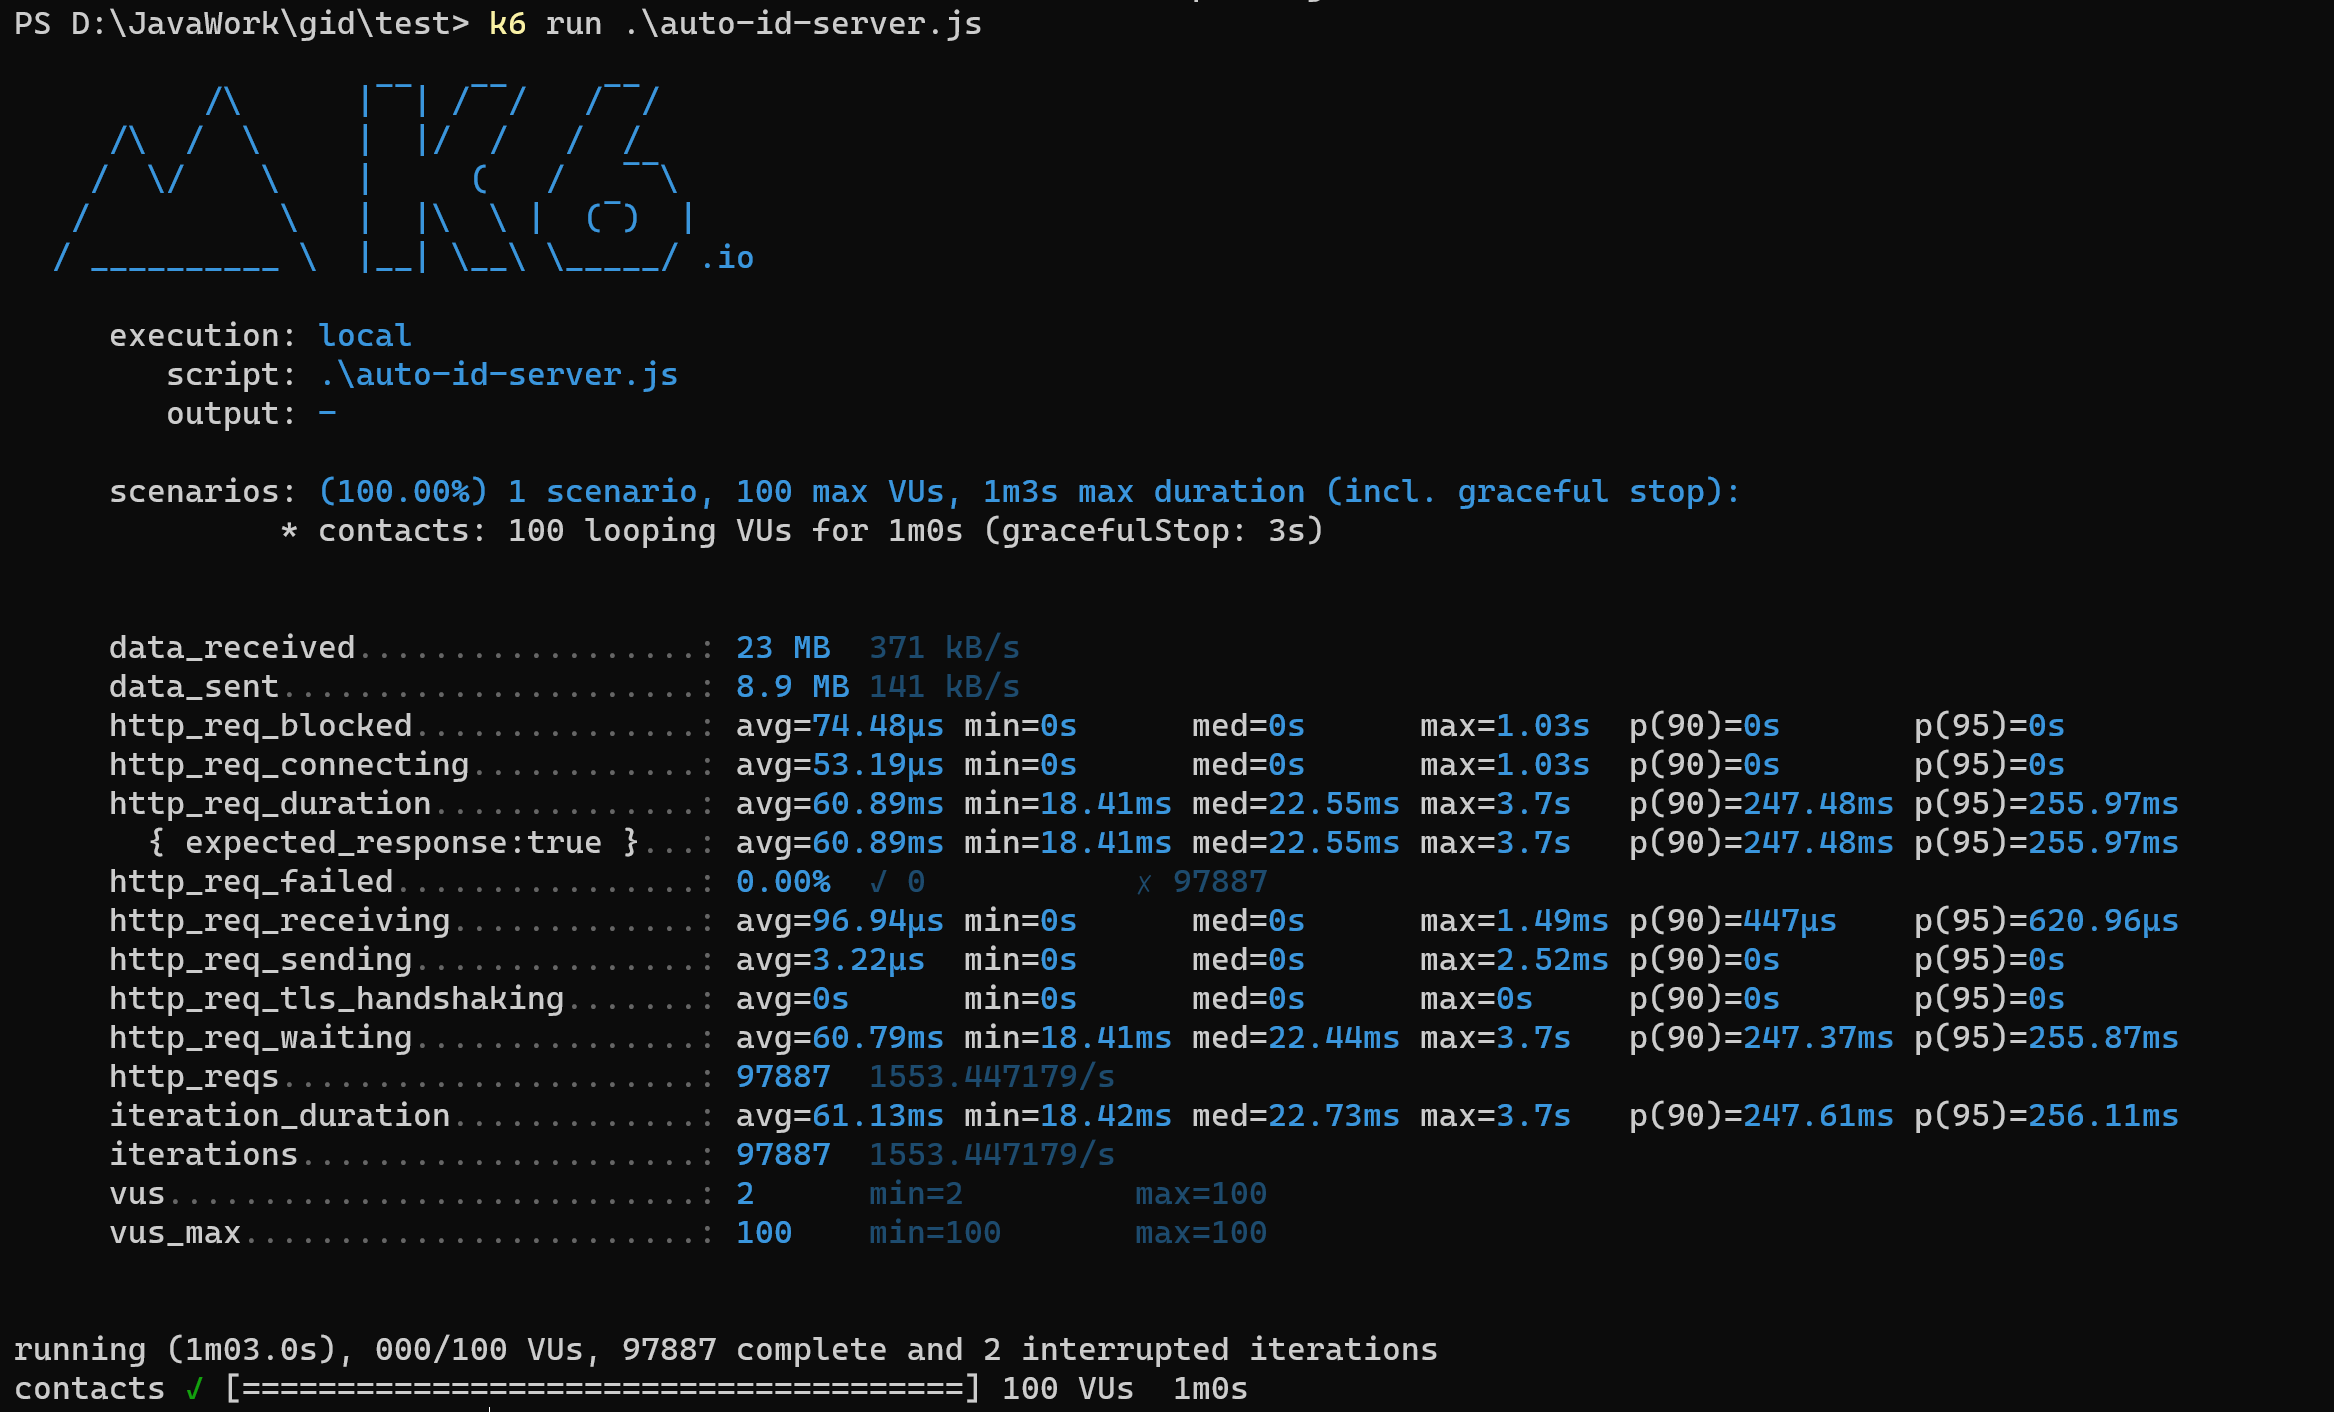 PS D:\JavaWork\gid\test> k6 run .\auto-id-server.js
          /\      |‾‾| /‾‾/   /‾‾/
     /\  /  \     |  |/  /   /  /
    /  \/    \    |     (   /   ‾‾\
   /          \   |  |\  \ |  (‾)  |
  / __________ \  |__| \__\ \_____/ .io
execution: local
script: .\auto-id-server.js
output: -
scenarios: (100.00%) 1 scenario, 100 max VUs, 1m3s max duration (incl. graceful stop):
* contacts: 100 looping VUs for 1m0s (gracefulStop: 3s)
data_received..................: 23 MB 371 kB/s
data_sent......................: 8.9 MB 141 kB/s
http_req_blocked...............: avg=74.48µs min=0s med=0s max=1.03s p(90)=0s p(95)=0s
http_req_connecting............: avg=53.19µs min=0s med=0s max=1.03s p(90)=0s p(95)=0s
http_req_duration..............: avg=60.89ms min=18.41ms med=22.55ms max=3.7s p(90)=247.48ms p(95)=255.97ms
{ expected_response:true }...: avg=60.89ms min=18.41ms med=22.55ms max=3.7s p(90)=247.48ms p(95)=255.97ms
http_req_failed................: 0.00% ✓ 0 ✗ 97887
http_req_receiving.............: avg=96.94µs min=0s med=0s max=1.49ms p(90)=447µs p(95)=620.96µs
http_req_sending...............: avg=3.22µs min=0s med=0s max=2.52ms p(90)=0s p(95)=0s
http_req_tls_handshaking.......: avg=0s min=0s med=0s max=0s p(90)=0s p(95)=0s
http_req_waiting...............: avg=60.79ms min=18.41ms med=22.44ms max=3.7s p(90)=247.37ms p(95)=255.87ms
http_reqs......................: 97887 1553.447179/s
iteration_duration.............: avg=61.13ms min=18.42ms med=22.73ms max=3.7s p(90)=247.61ms p(95)=256.11ms
iterations.....................: 97887 1553.447179/s
vus............................: 2 min=2 max=100
vus_max........................: 100 min=100 max=100
running (1m03.0s), 000/100 VUs, 97887 complete and 2 interrupted iterations
contacts ✓ [======================================] 100 VUs 1m0s